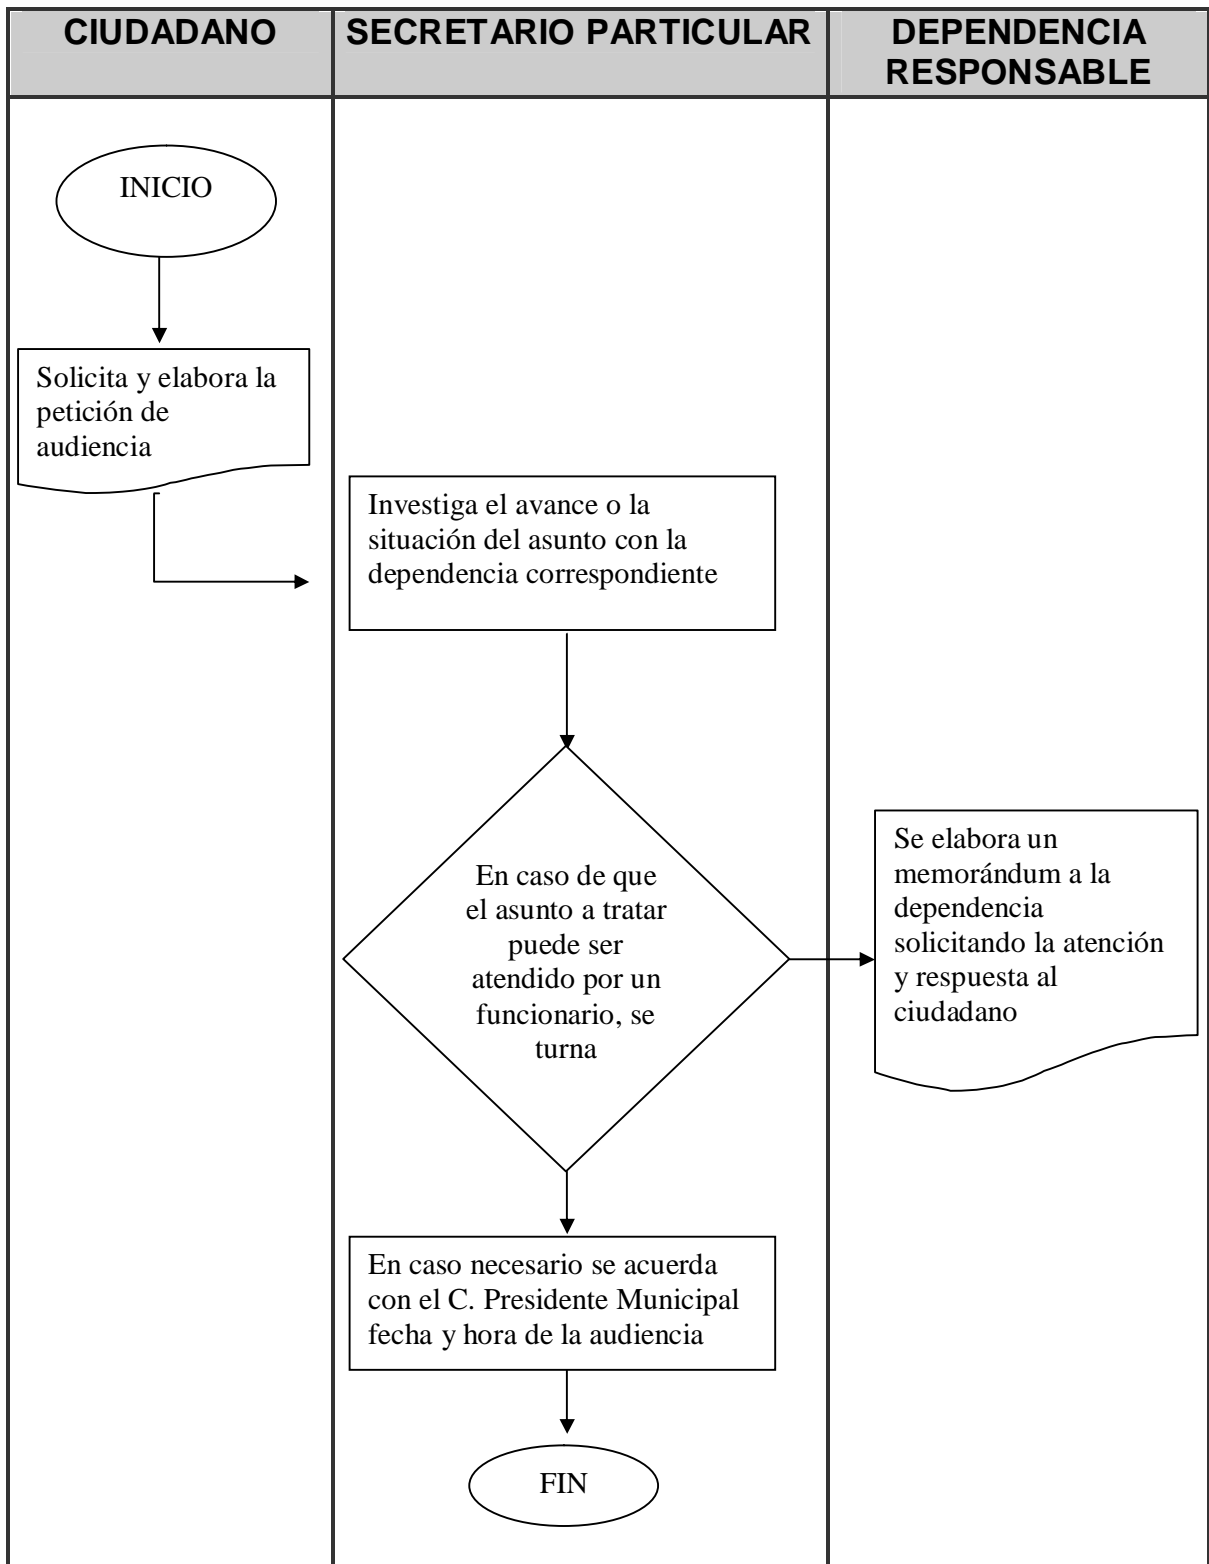 CIUDADANO
SECRETARIO PARTICULAR
DEPENDENCIA
RESPONSABLE
INICIO
Solicita y elabora la
petición de
audiencia
Investiga el avance o la
situación del asunto con la
dependencia correspondiente
En caso de que
el asunto a tratar
puede ser
atendido por un
funcionario, se
turna
Se elabora un
memorándum a la
dependencia
solicitando la atención
y respuesta al
ciudadano
En caso necesario se acuerda
con el C. Presidente Municipal
fecha y hora de la audiencia
FIN